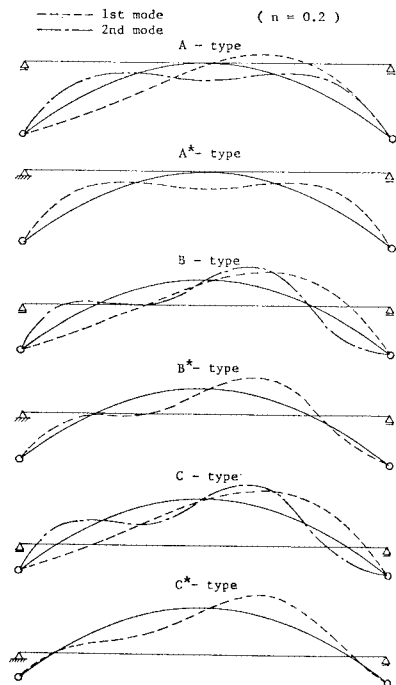 1st mode ( n = 0.2 )
2nd mode
A - type
A* - type
B - type
B* - type
C - type
C* - type